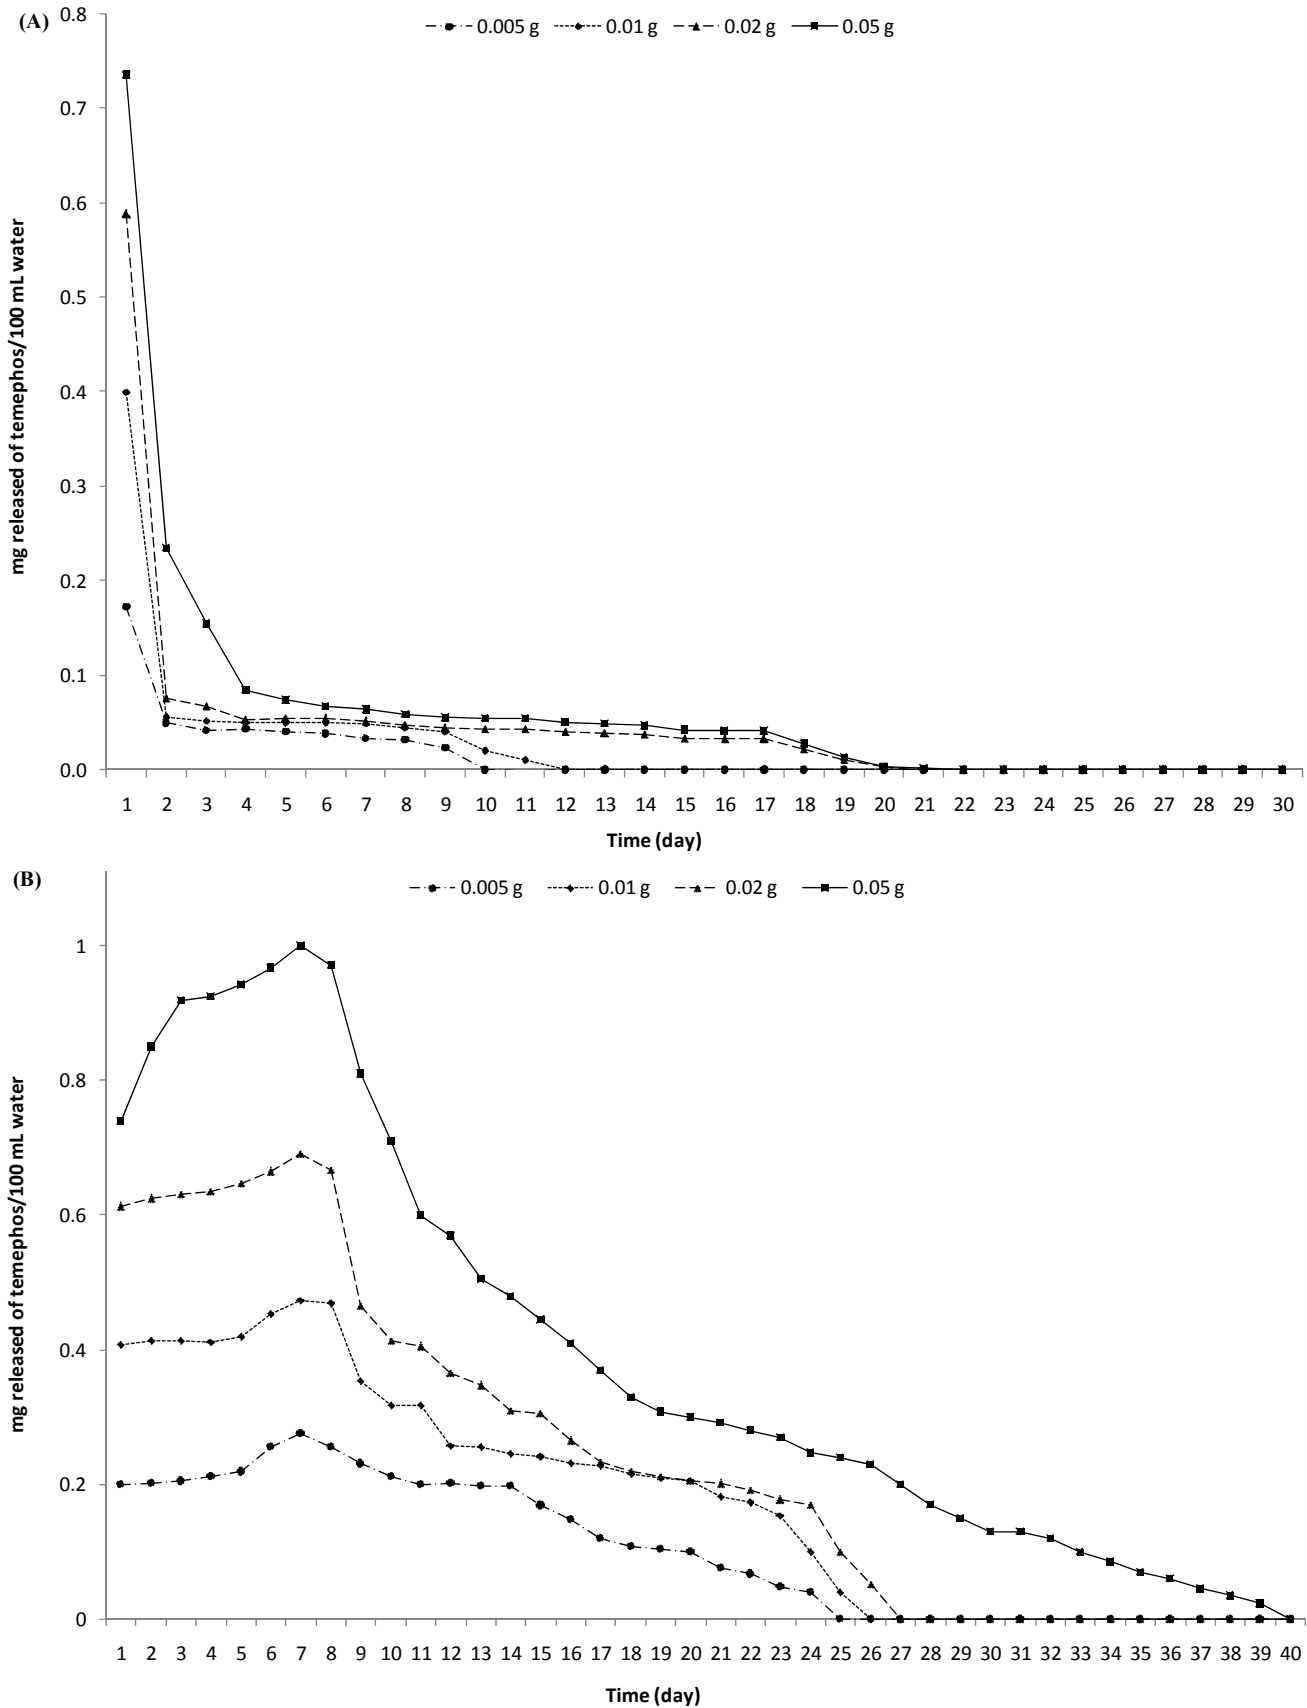 (A)
0.005 g 0.01 g 0.02 g 0.05 g
0.8
0.7
0.6
0.5
0.4
0.3
0.2
0.1
0.0
mg released of temephos/100 mL water
1 2 3 4 5 6 7 8 9 10 11 12 13 14 15 16 17 18 19 20 21 22 23 24 25 26 27 28 29 30
Time (day)
(B)
0.005 g 0.01 g 0.02 g 0.05 g
1
0.8
0.6
0.4
0.2
0
mg released of temephos/100 mL water
1 2 3 4 5 6 7 8 9 10 11 12 13 14 15 16 17 18 19 20 21 22 23 24 25 26 27 28 29 30 31 32 33 34 35 36 37 38 39 40
Time (day)